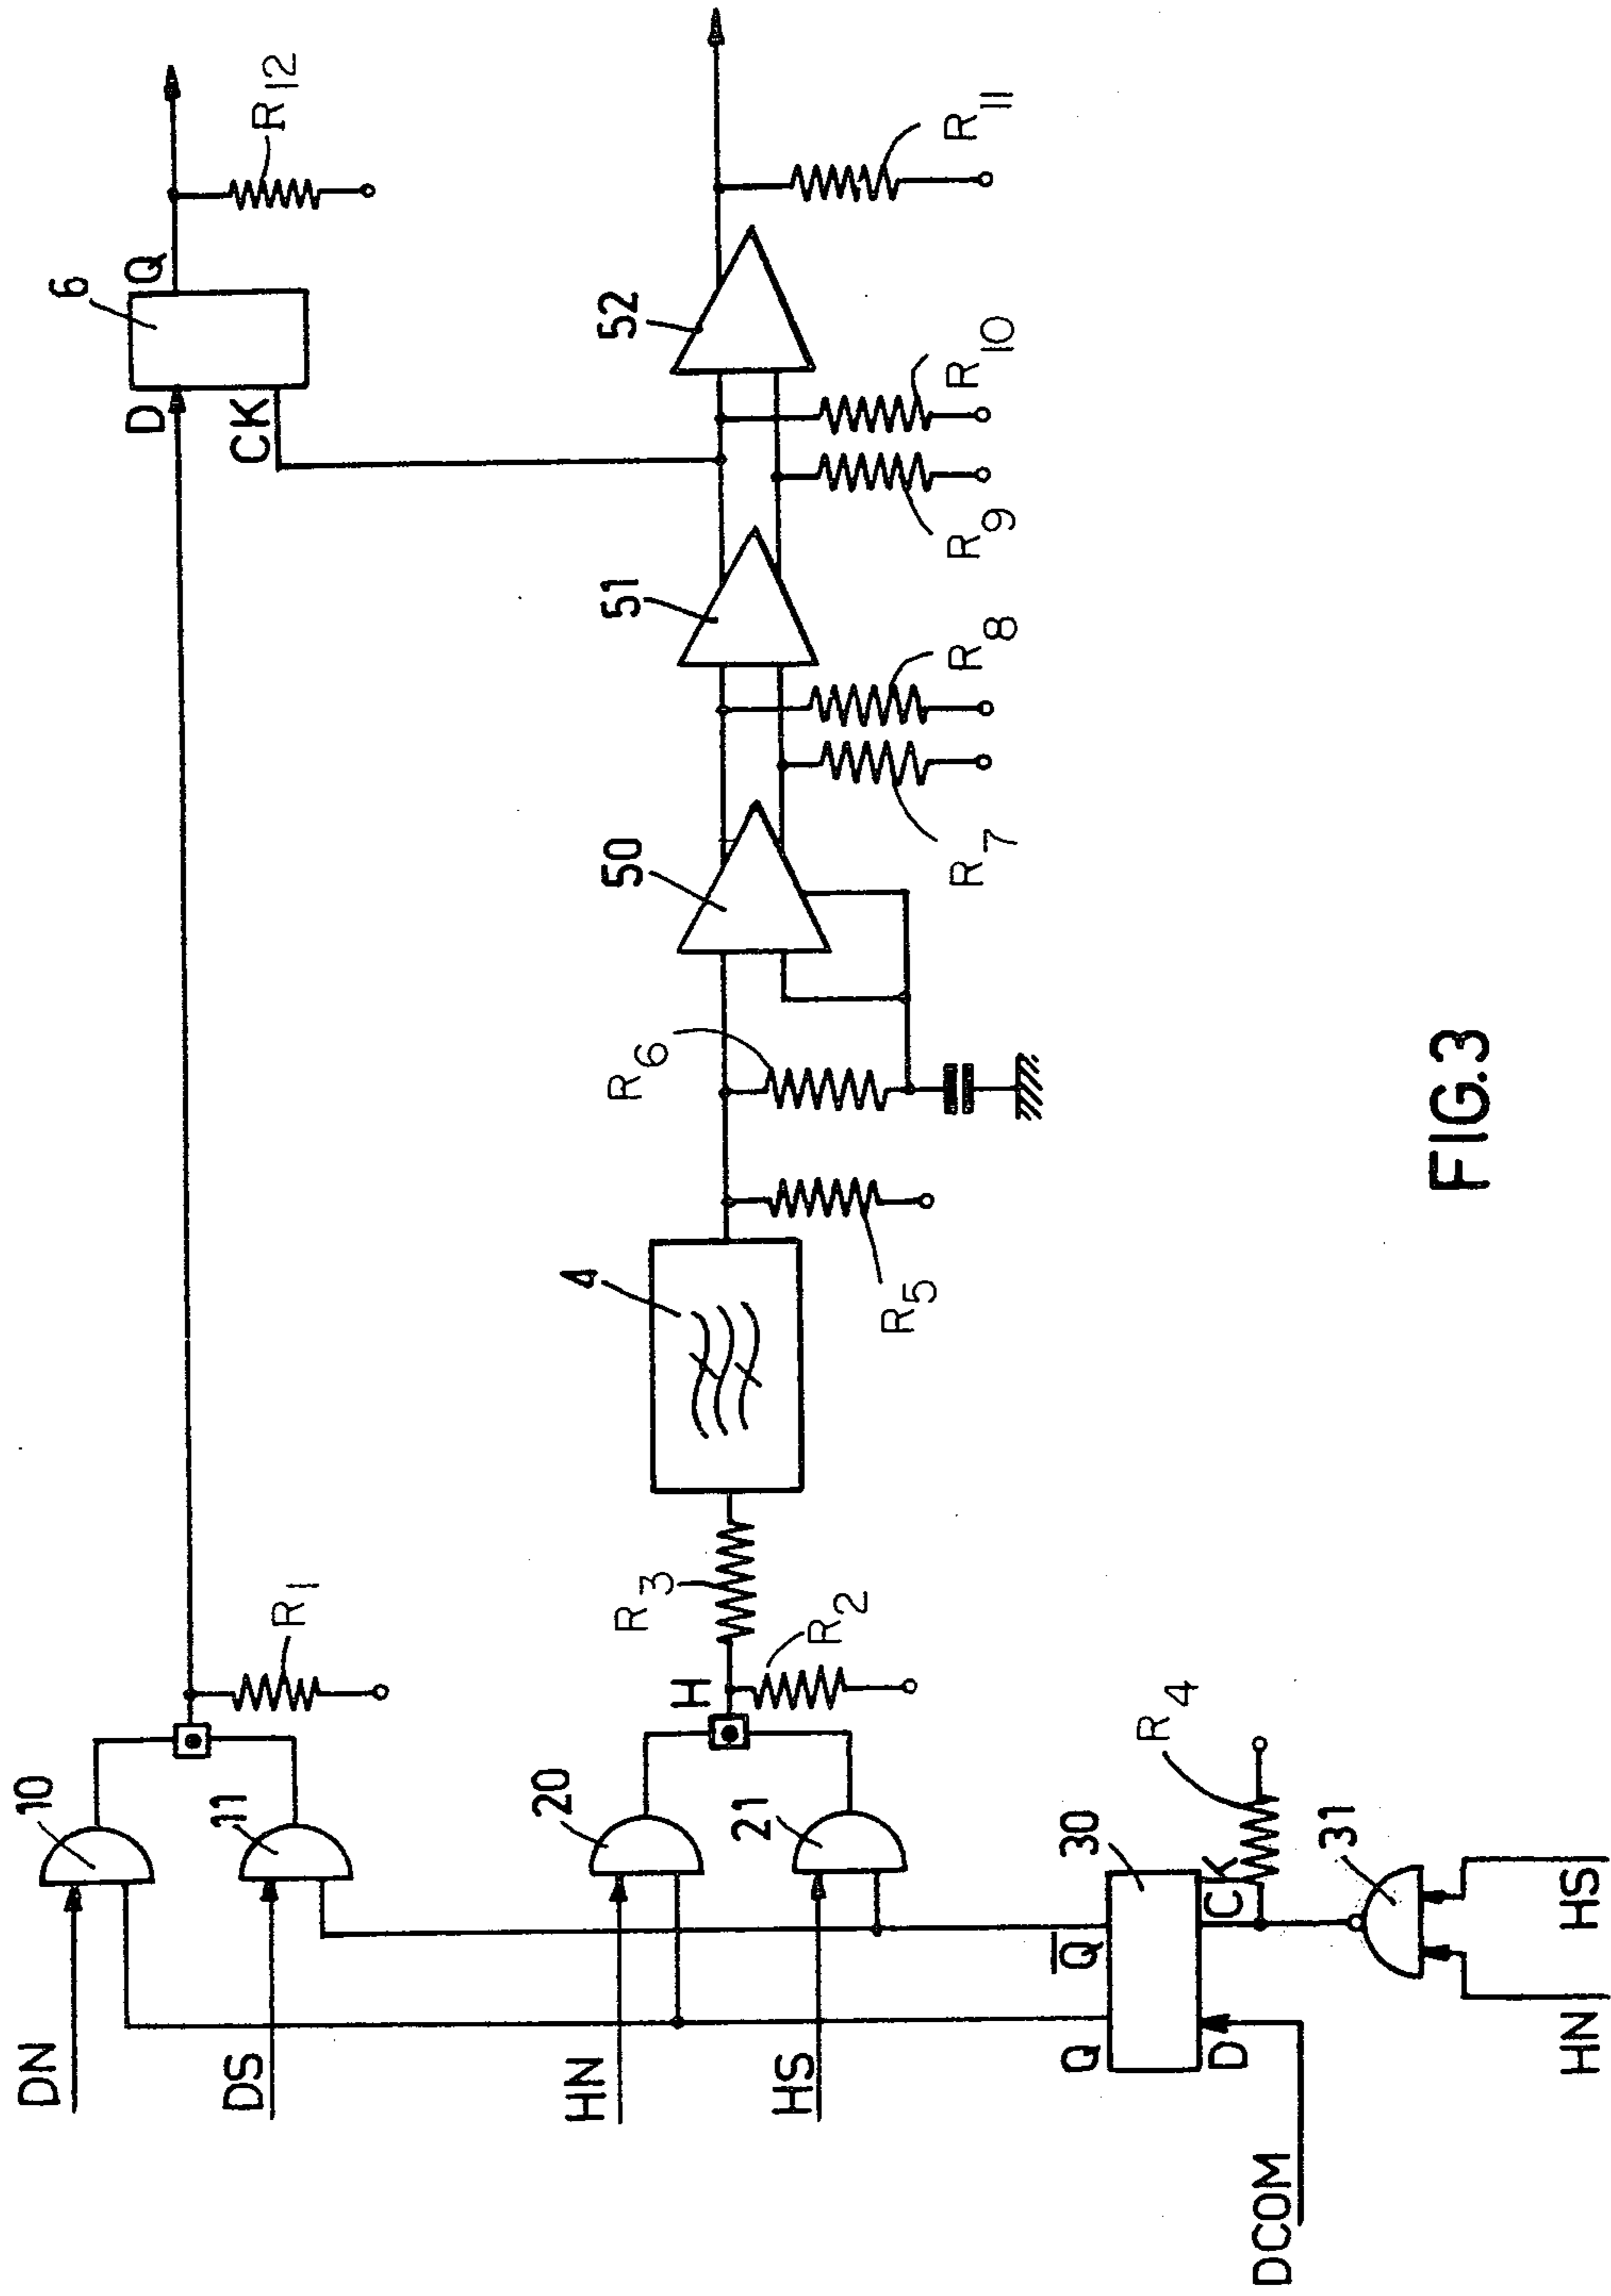 DN
10
DS
11
R1
D
CK
6
Q
R12
HN
20
HS
21
H
R2
R3
4
R5
R6
50
R7
R8
51
R9
R10
52
R11
Q
Q̅
30
D
CK
R4
DCOM
31
HN
HS
FIG.3